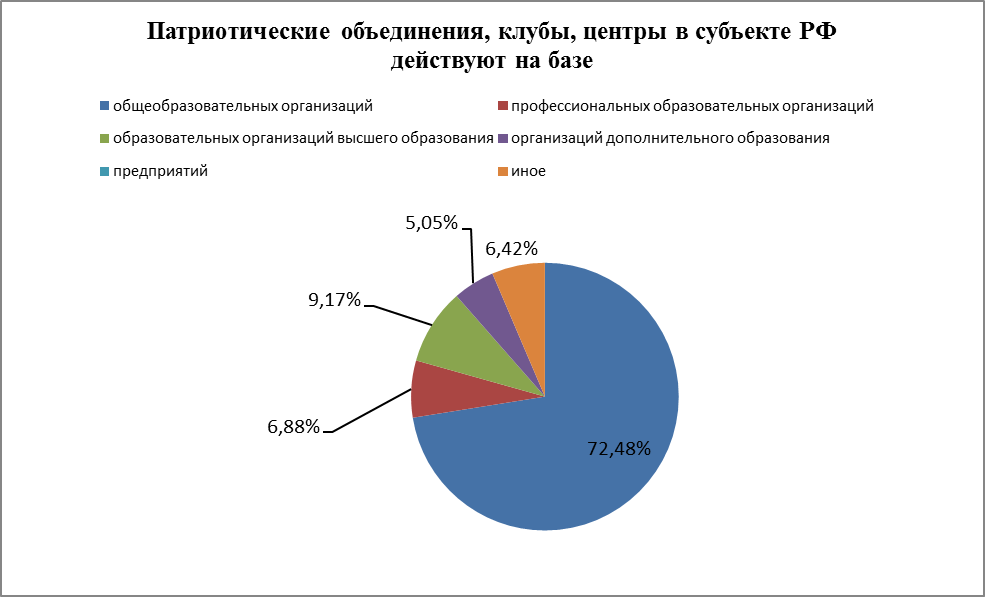 Патриотические объединения, клубы, центры в субъекте РФ
действуют на базе
общеобразовательных организаций
профессиональных образовательных организаций
образовательных организаций высшего образования
организаций дополнительного образования
предприятий
иное
5,05%
6,42%
9,17%
6,88%
72,48%